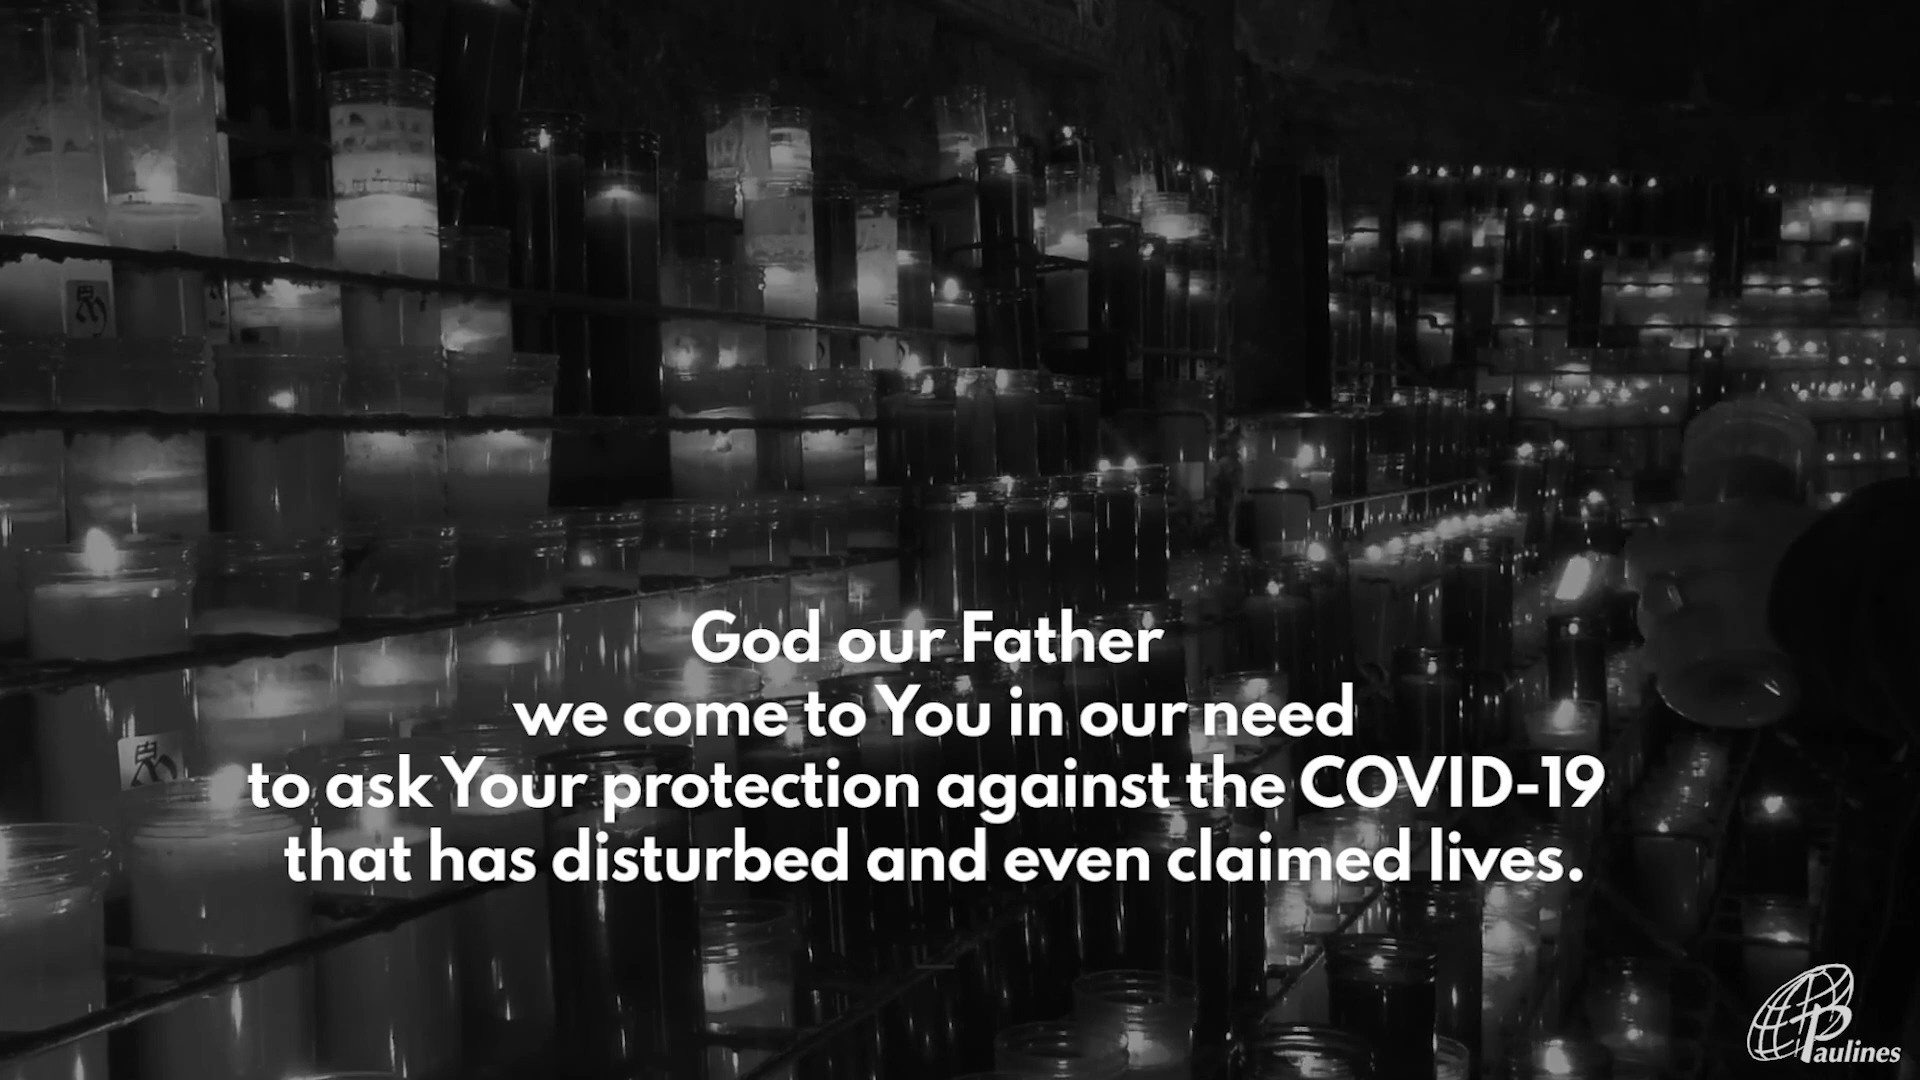 God our Father
we come to You in our need
to ask Your protection against the COVID-19
that has disturbed and even claimed lives.
Paulines